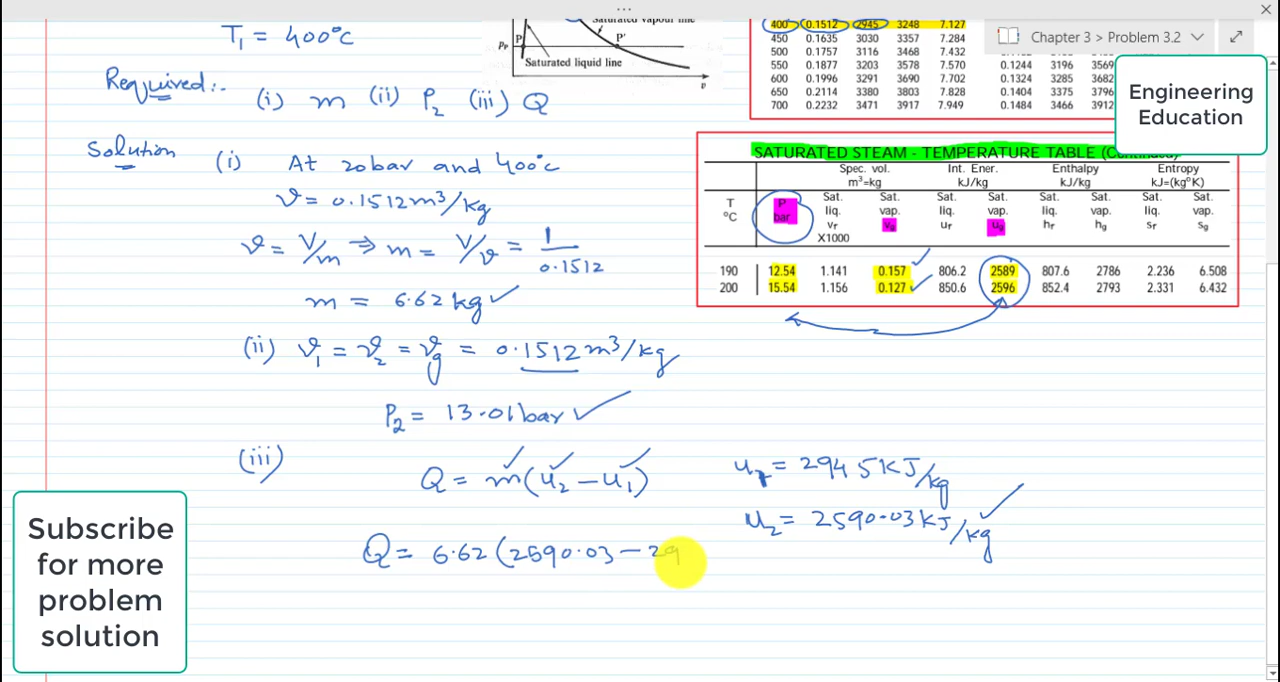 T₁ = 400°C
Required:-
(i) m (ii) P₂ (iii) Q
Solution (i) At 20bar and 400°C
v = 0.1512m³/kg
v = V/m ⇒ m = V/v = 1/0.1512
m = 6.62 kg ✓
(ii) v₁ = v₂ = vg = 0.1512m³/kg
P₂ = 13.01bar ✓
(iii)
Q = m(u₂ - u₁)
u₁ = 2945KJ/kg
u₂ = 2590.03KJ/kg
Q = 6.62(2590.03 - 29
Saturated vapour line
P P'
Saturated liquid line
v
400 0.1512 2945 3248 7.127
450 0.1635 3030 3357 7.284
500 0.1757 3116 3468 7.432
550 0.1877 3203 3578 7.570 0.1244 3196 3569
600 0.1996 3291 3690 7.702 0.1324 3285 3682
650 0.2114 3380 3803 7.828 0.1404 3375 3796
700 0.2232 3471 3917 7.949 0.1484 3466 3912
Chapter 3 > Problem 3.2
Engineering
Education
SATURATED STEAM - TEMPERATURE TABLE (Continued)
Spec. vol. Int. Ener. Enthalpy Entropy
m³=kg kJ/kg kJ/kg kJ=(kg°K)
T P Sat. Sat. Sat. Sat. Sat. Sat. Sat. Sat.
°C bar liq. vap. liq. vap. liq. vap. liq. vap.
vf vg uf ug hf hg sf sg
X1000
190 12.54 1.141 0.157 806.2 2589 807.6 2786 2.236 6.508
200 15.54 1.156 0.127 850.6 2596 852.4 2793 2.331 6.432
Subscribe
for more
problem
solution